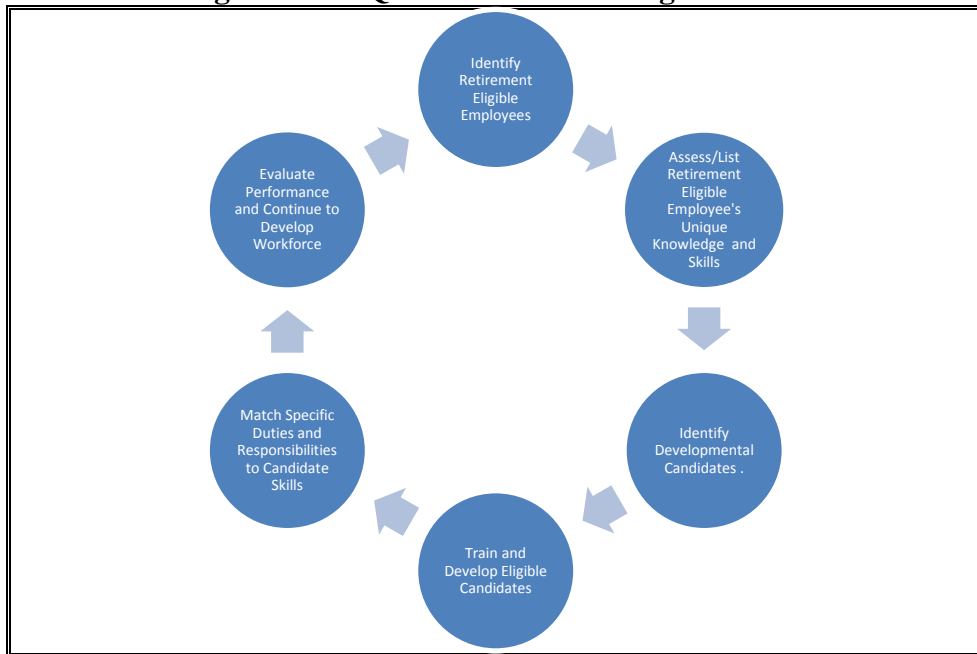 Identify
Retirement
Eligible
Employees
Assess/List
Retirement
Eligible
Employee's
Unique
Knowledge and
Skills
Identify
Developmental
Candidates .
Train and
Develop Eligible
Candidates
Match Specific
Duties and
Responsibilities
to Candidate
Skills
Evaluate
Performance
and Continue to
Develop
Workforce